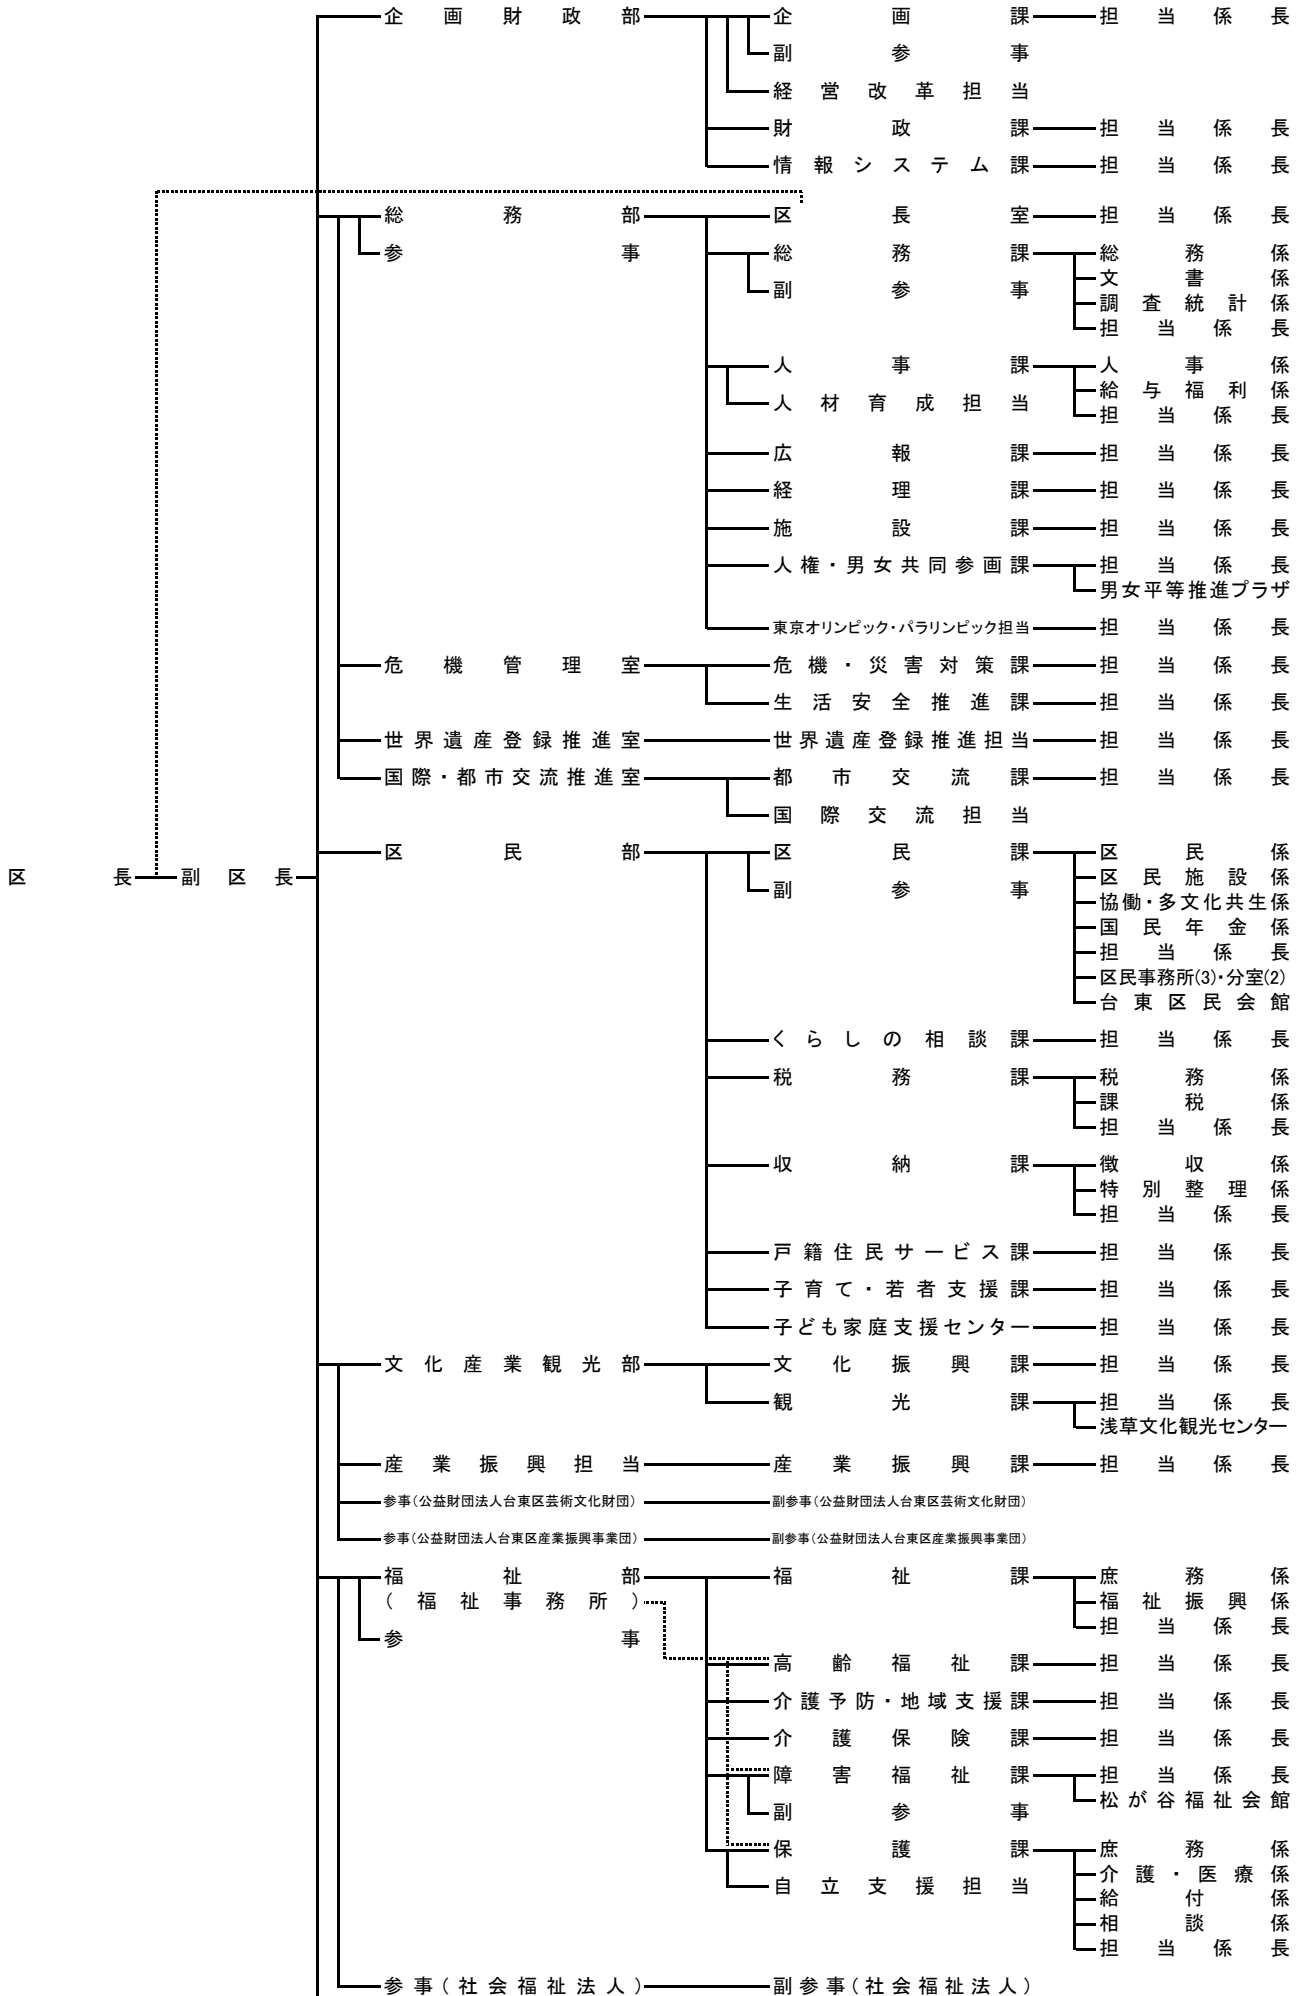 企画財政部 企画課 担当係長
副参事
経営改革担当
財政課 担当係長
情報システム課 担当係長
総務部 区長室 担当係長
参事 総務課 総務係
文書係
副参事
調査統計係
担当係長
人事課 人事係
給与福利係
人材育成担当
担当係長
広報課 担当係長
経理課 担当係長
施設課 担当係長
人権・男女共同参画課 担当係長
男女平等推進プラザ
東京オリンピック・パラリンピック担当 担当係長
危機管理室 危機・災害対策課 担当係長
生活安全推進課 担当係長
世界遺産登録推進室 世界遺産登録推進担当 担当係長
国際・都市交流推進室 都市交流課 担当係長
国際交流担当
区民部 区民課 区民係
区長 副区長 区民施設係
副参事
協働・多文化共生係
国民年金係
担当係長
区民事務所(3)・分室(2)
台東区民会館
くらしの相談課 担当係長
税務課 税務係
課税係
担当係長
収納課 徴収係
特別整理係
担当係長
戸籍住民サービス課 担当係長
子育て・若者支援課 担当係長
子ども家庭支援センター 担当係長
文化産業観光部 文化振興課 担当係長
観光課 担当係長
浅草文化観光センター
産業振興担当 産業振興課 担当係長
参事(公益財団法人台東区芸術文化財団) 副参事(公益財団法人台東区芸術文化財団)
参事(公益財団法人台東区産業振興事業団) 副参事(公益財団法人台東区産業振興事業団)
福祉部 福祉課 庶務係
(福祉事務所) 福祉振興係
担当係長
参事
高齢福祉課 担当係長
介護予防・地域支援課 担当係長
介護保険課 担当係長
障害福祉課 担当係長
松が谷福祉会館
副参事
保護課 庶務係
介護・医療係
自立支援担当
給付係
相談係
担当係長
参事(社会福祉法人) 副参事(社会福祉法人)